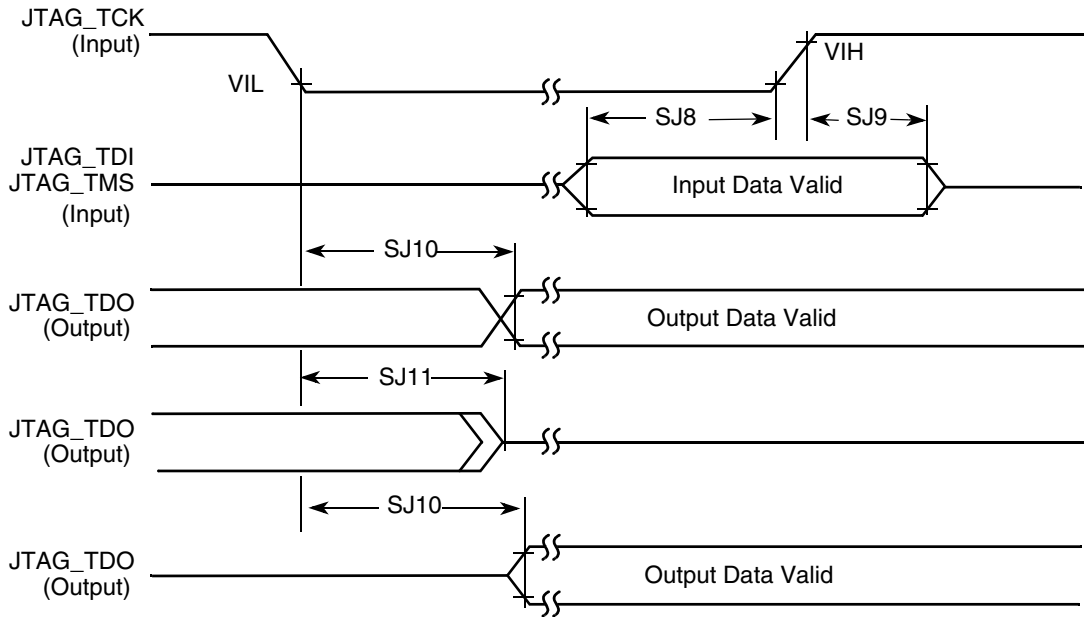 JTAG_TCK
(Input)
VIL
VIH
SJ8
SJ9
JTAG_TDI
JTAG_TMS
(Input)
Input Data Valid
SJ10
JTAG_TDO
(Output)
Output Data Valid
SJ11
JTAG_TDO
(Output)
SJ10
JTAG_TDO
(Output)
Output Data Valid